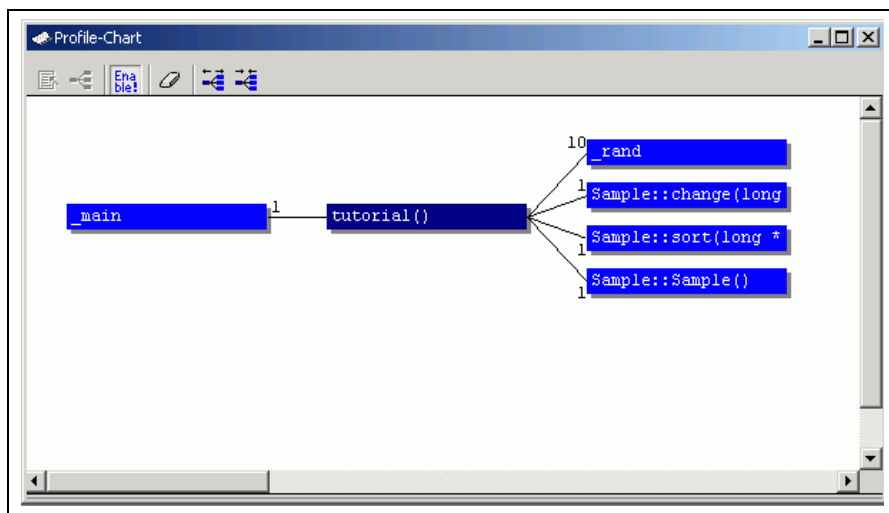 Profile-Chart
Ena
ble!
_main
1
tutorial()
10
_rand
1
Sample::change(long
Sample::sort(long *
1
Sample::Sample()
1